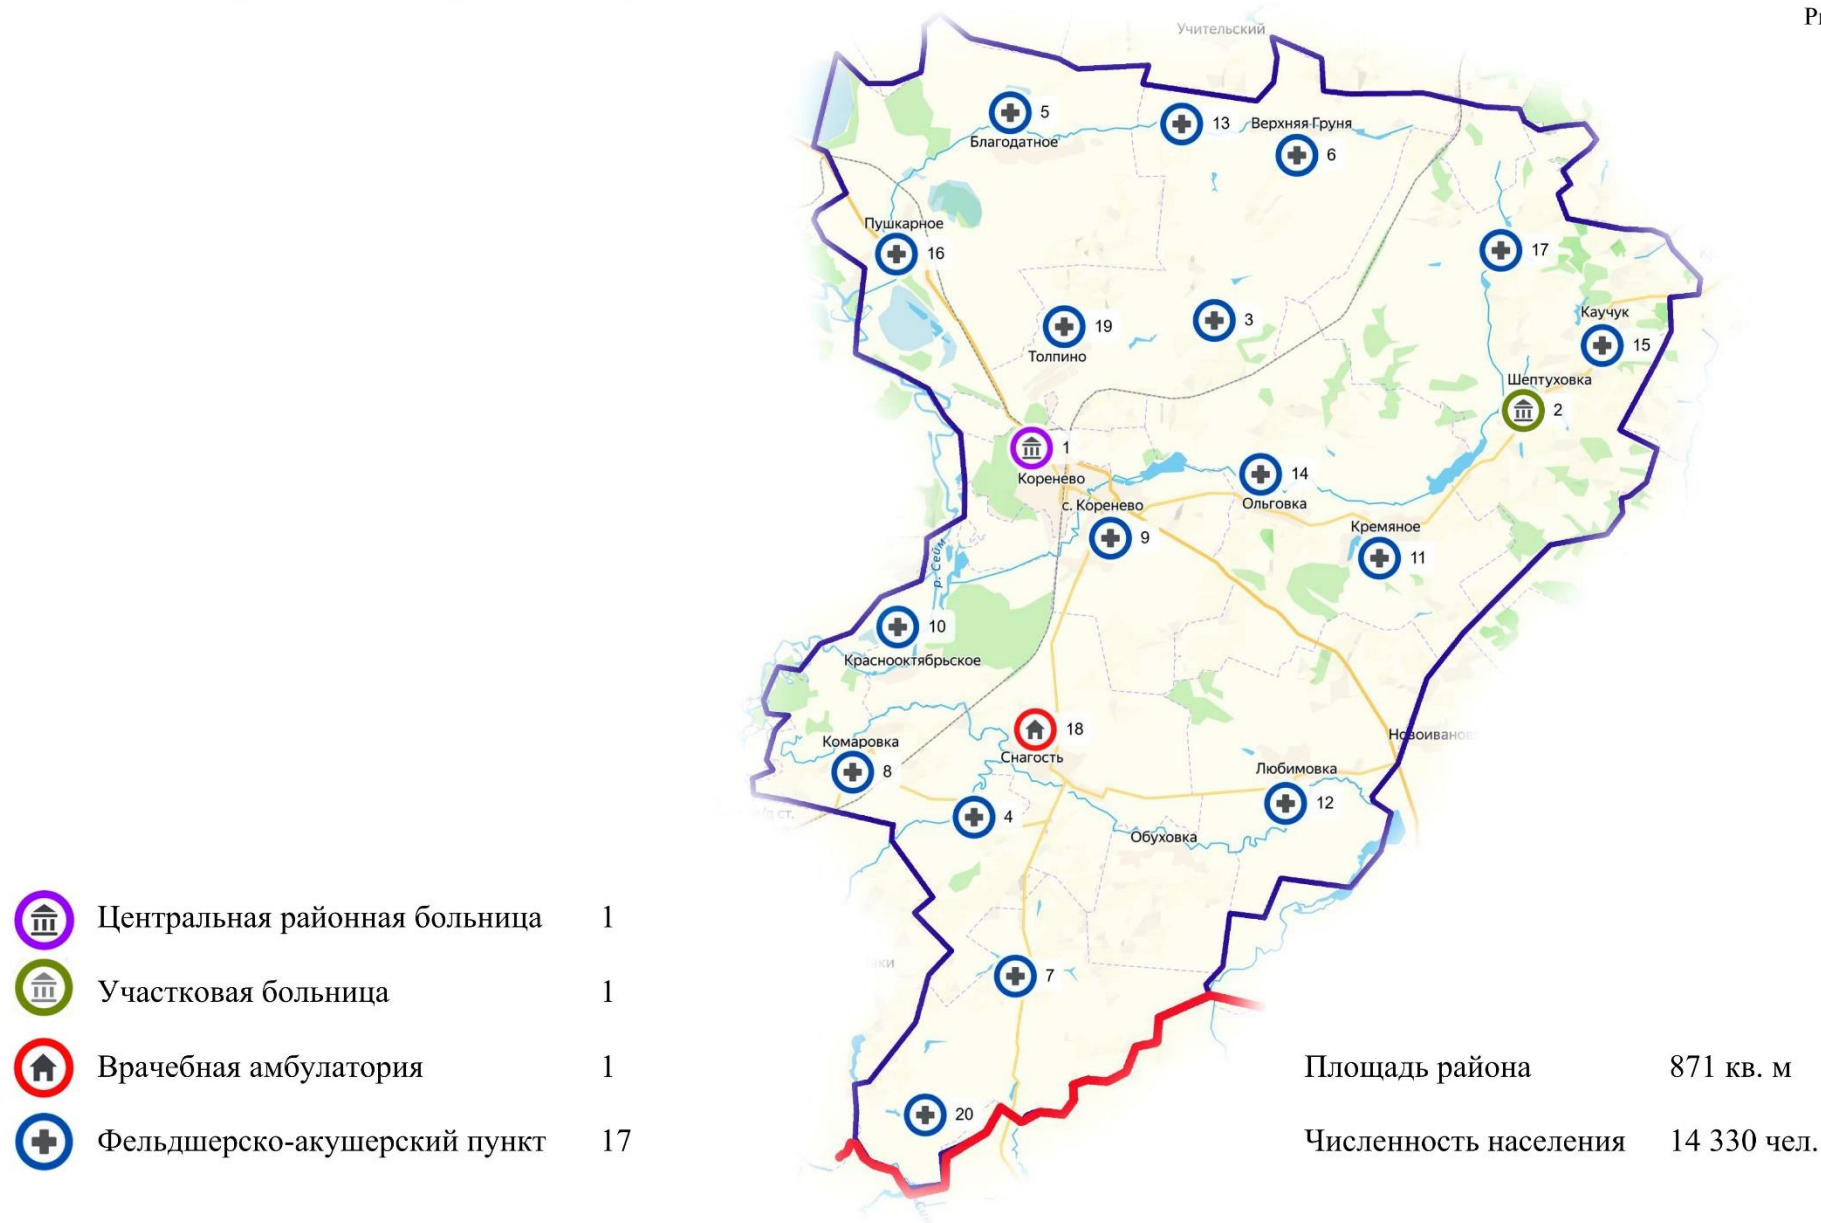 Учительский
5
Благодатное
13
Верхняя Груня
6
Пушкарное
16
17
Каучук
15
19
Толпино
3
Шептуховка
2
1
Коренево
14
Ольговка
с. Коренево
9
Кремяное
11
р. Сейм
10
Краснооктябрьское
18
Снагость
Комаровка
8
4
Любимовка
12
Обуховка
7
20
Центральная районная больница 1
Участковая больница 1
Врачебная амбулатория 1
Фельдшерско-акушерский пункт 17
Площадь района 871 кв. м
Численность населения 14 330 чел.